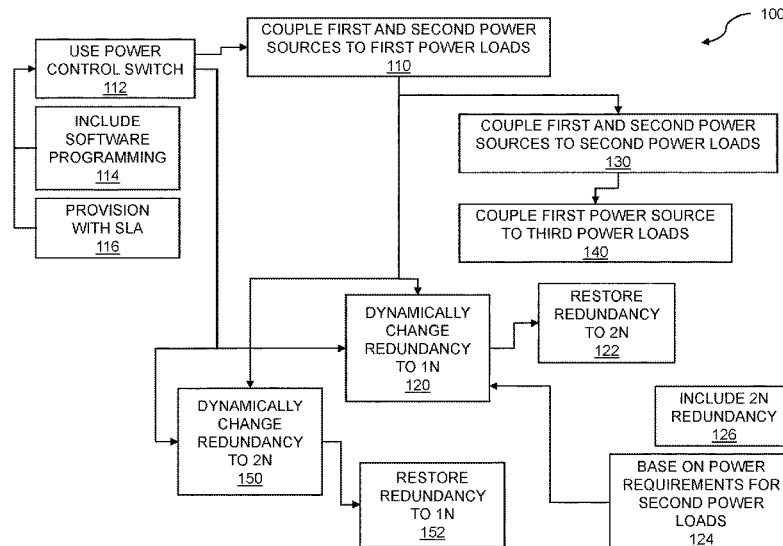 100
COUPLE FIRST AND SECOND POWER
SOURCES TO FIRST POWER LOADS
110
USE POWER
CONTROL SWITCH
112
INCLUDE
SOFTWARE
PROGRAMMING
114
PROVISION
WITH SLA
116
COUPLE FIRST AND SECOND POWER
SOURCES TO SECOND POWER LOADS
130
COUPLE FIRST POWER SOURCE
TO THIRD POWER LOADS
140
DYNAMICALLY
CHANGE
REDUNDANCY
TO 1N
120
RESTORE
REDUNDANCY
TO 2N
122
DYNAMICALLY
CHANGE
REDUNDANCY
TO 2N
150
RESTORE
REDUNDANCY
TO 1N
152
INCLUDE 2N
REDUNDANCY
126
BASE ON POWER
REQUIREMENTS FOR
SECOND POWER
LOADS
124